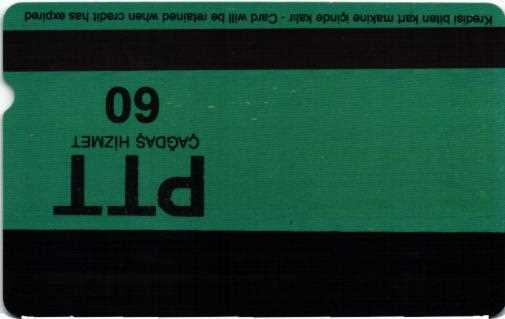 PTT
ÇAĞDAŞ HİZMET
60
Kredisi biten kart makine içinde kalır - Card will be retained when credit has expired